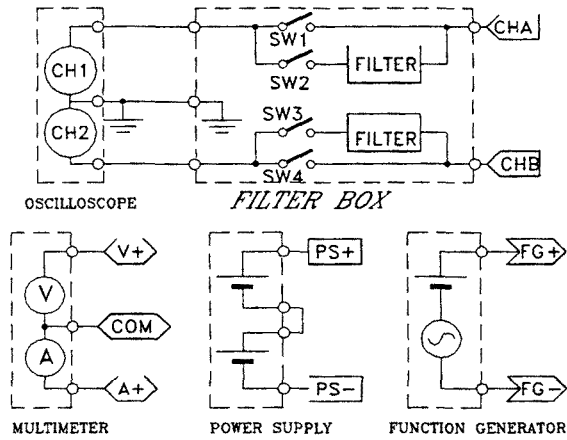 CHA
SW1
CH1
SW2
FILTER
SW3
CH2
FILTER
CHB
SW4
OSCILLOSCOPE
FILTER BOX
V+
PS+
FG+
V
COM
A
A+
PS-
FG-
MULTIMETER
POWER SUPPLY
FUNCTION GENERATOR